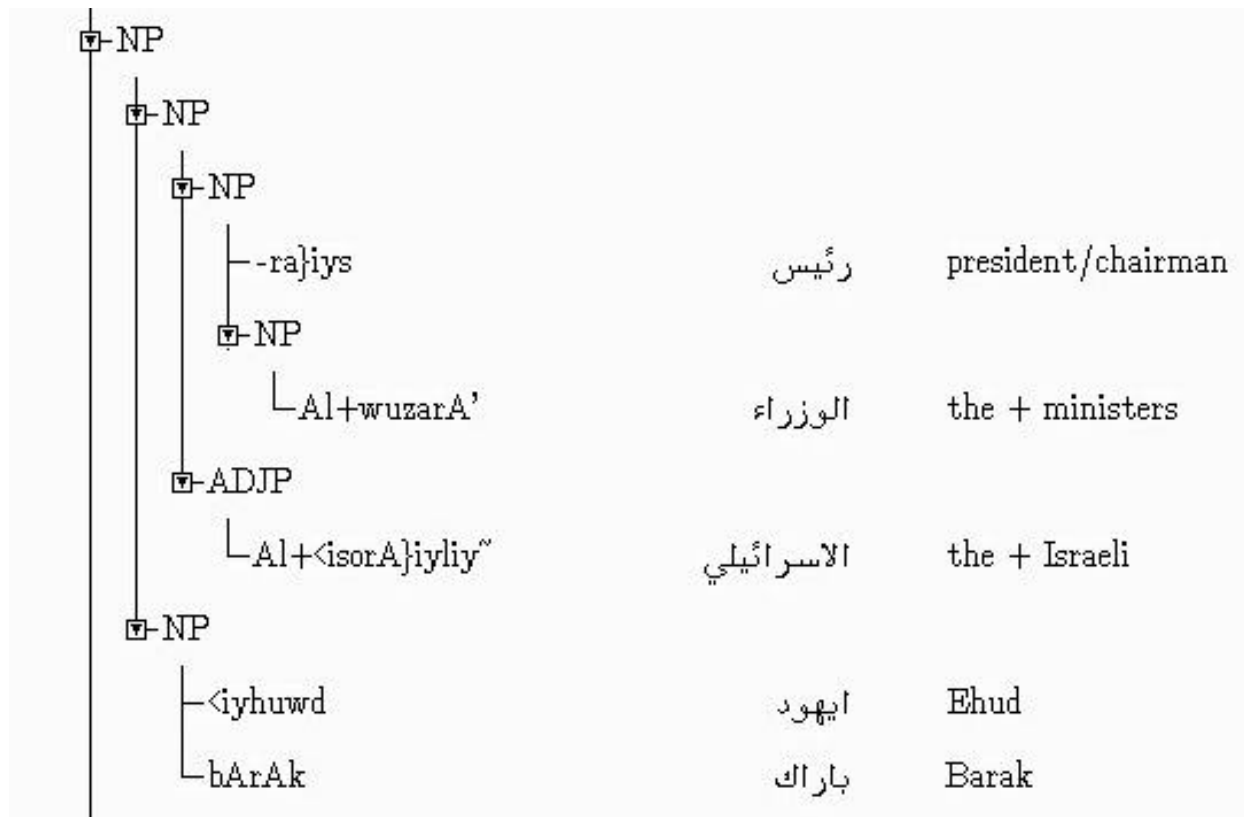 NP
NP
NP
-ra}iys رئيس president/chairman
NP
Al+wuzarA' الوزراء the + ministers
ADJP
Al+<isorA}iyliy~ الاسرائيلي the + Israeli
NP
<iyhuwd ايهود Ehud
bArAk باراك Barak